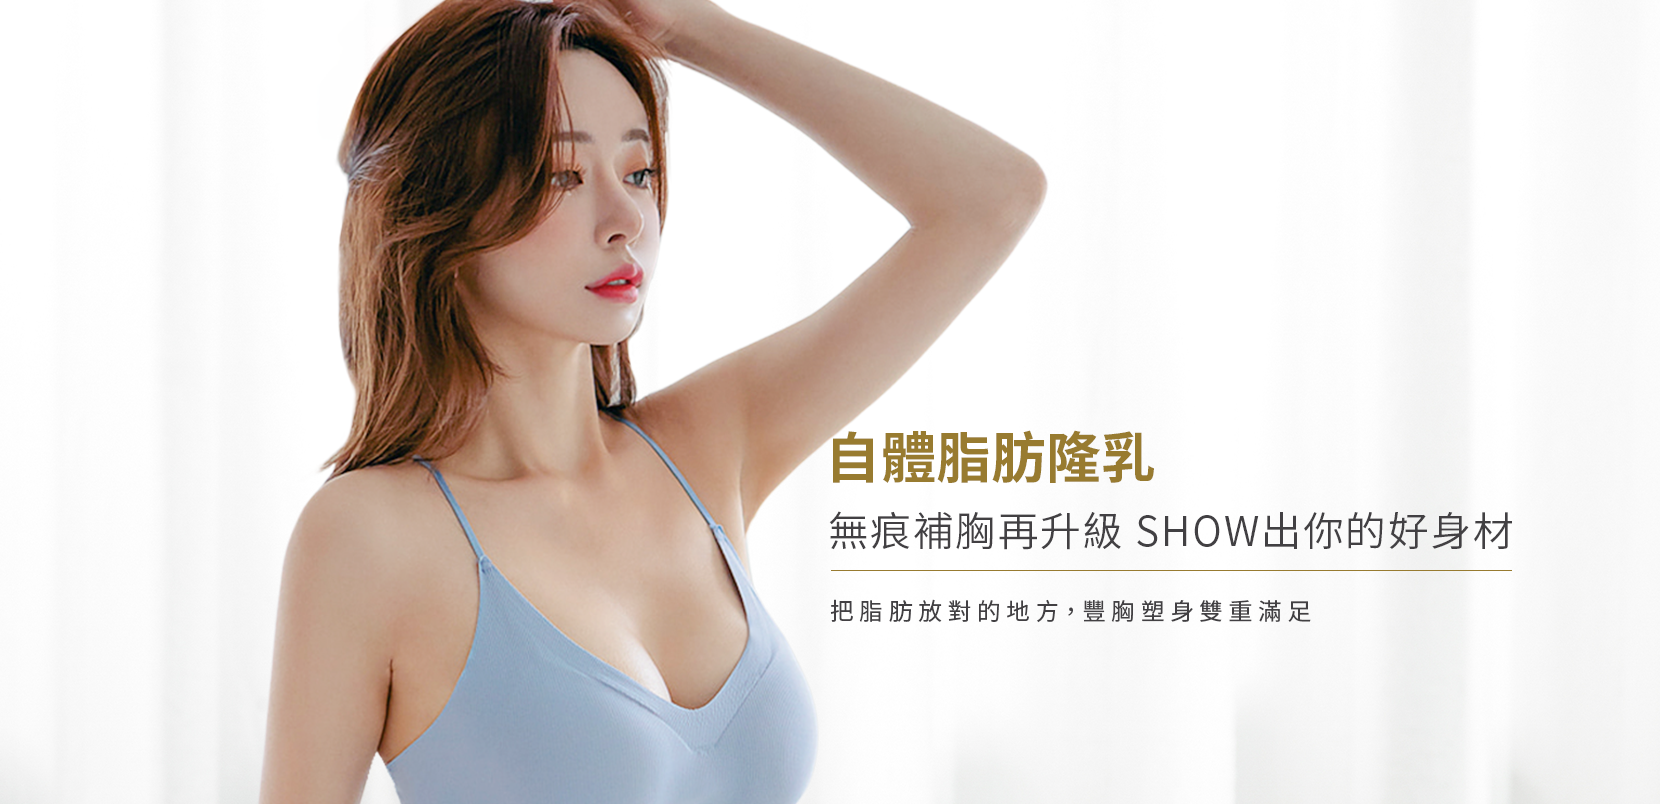 自體脂肪隆乳
無痕補胸再升級 SHOW出你的好身材
把脂肪放對的地方，豐胸塑身雙重滿足